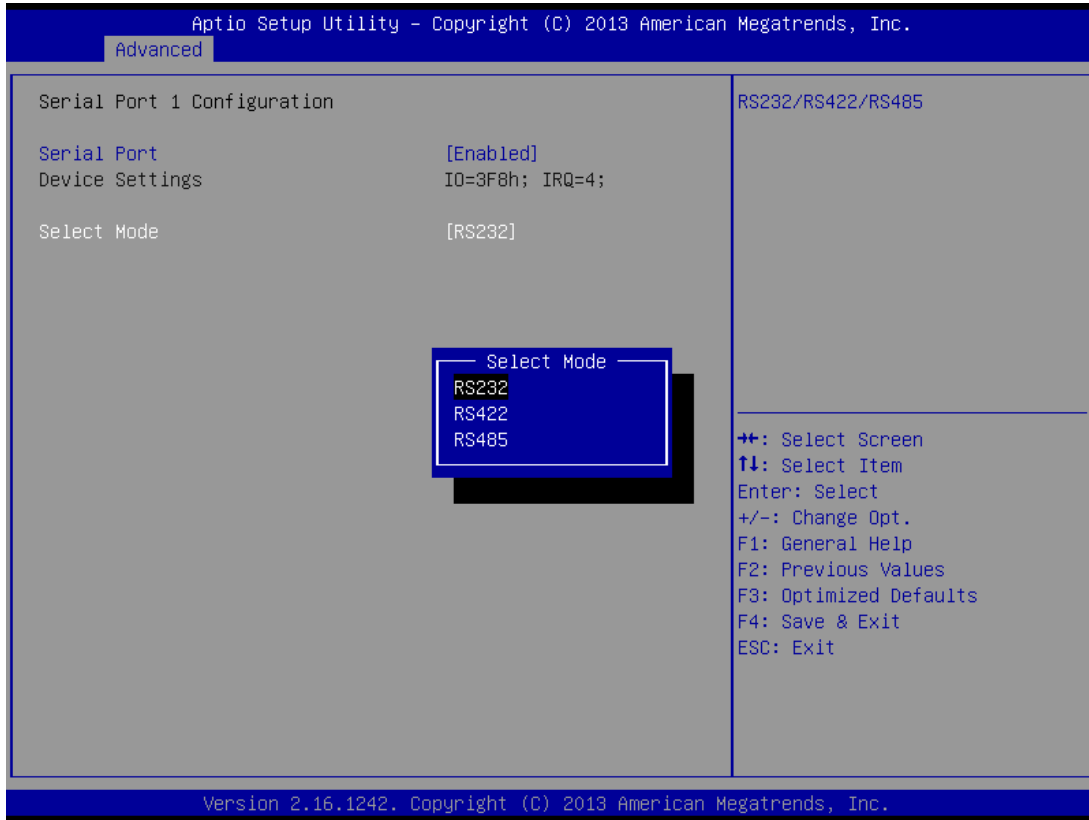 Aptio Setup Utility – Copyright (C) 2013 American Megatrends, Inc.
Advanced
Serial Port 1 Configuration
Serial Port [Enabled]
Device Settings IO=3F8h; IRQ=4;
Select Mode [RS232]
Select Mode
RS232
RS422
RS485
RS232/RS422/RS485
→←: Select Screen
↑↓: Select Item
Enter: Select
+/-: Change Opt.
F1: General Help
F2: Previous Values
F3: Optimized Defaults
F4: Save & Exit
ESC: Exit
Version 2.16.1242. Copyright (C) 2013 American Megatrends, Inc.